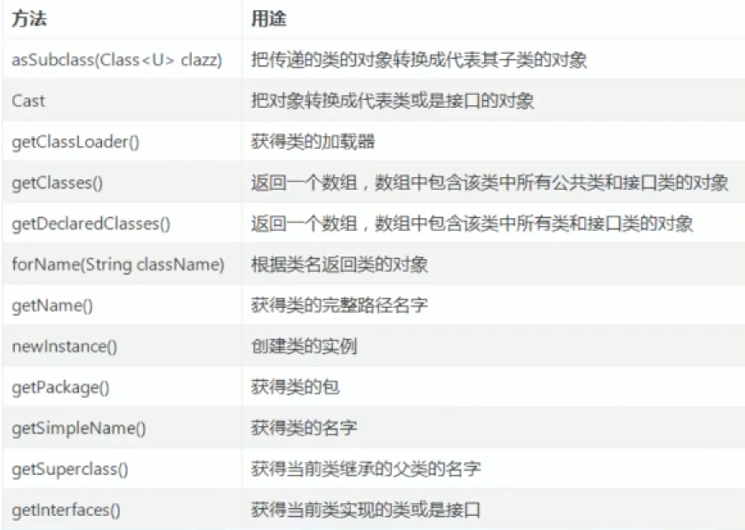 方法 用途
asSubclass(Class<U> clazz) 把传递的类的对象转换成代表其子类的对象
Cast 把对象转换成代表类或是接口的对象
getClassLoader() 获得类的加载器
getClasses() 返回一个数组，数组中包含该类中所有公共类和接口类的对象
getDeclaredClasses() 返回一个数组，数组中包含该类中所有类和接口类的对象
forName(String className) 根据类名返回类的对象
getName() 获得类的完整路径名字
newInstance() 创建类的实例
getPackage() 获得类的包
getSimpleName() 获得类的名字
getSuperclass() 获得当前类继承的父类的名字
getInterfaces() 获得当前类实现的类或是接口